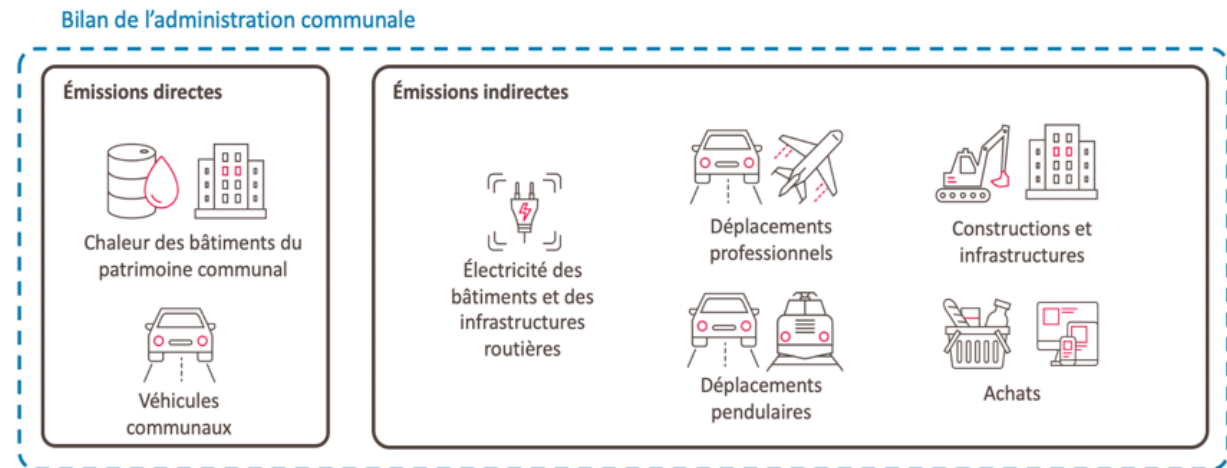 Bilan de l'administration communale
Émissions directes
Chaleur des bâtiments du
patrimoine communal
Véhicules
communaux
Émissions indirectes
Électricité des
bâtiments et des
infrastructures
routières
Déplacements
professionnels
Déplacements
pendulaires
Constructions et
infrastructures
Achats